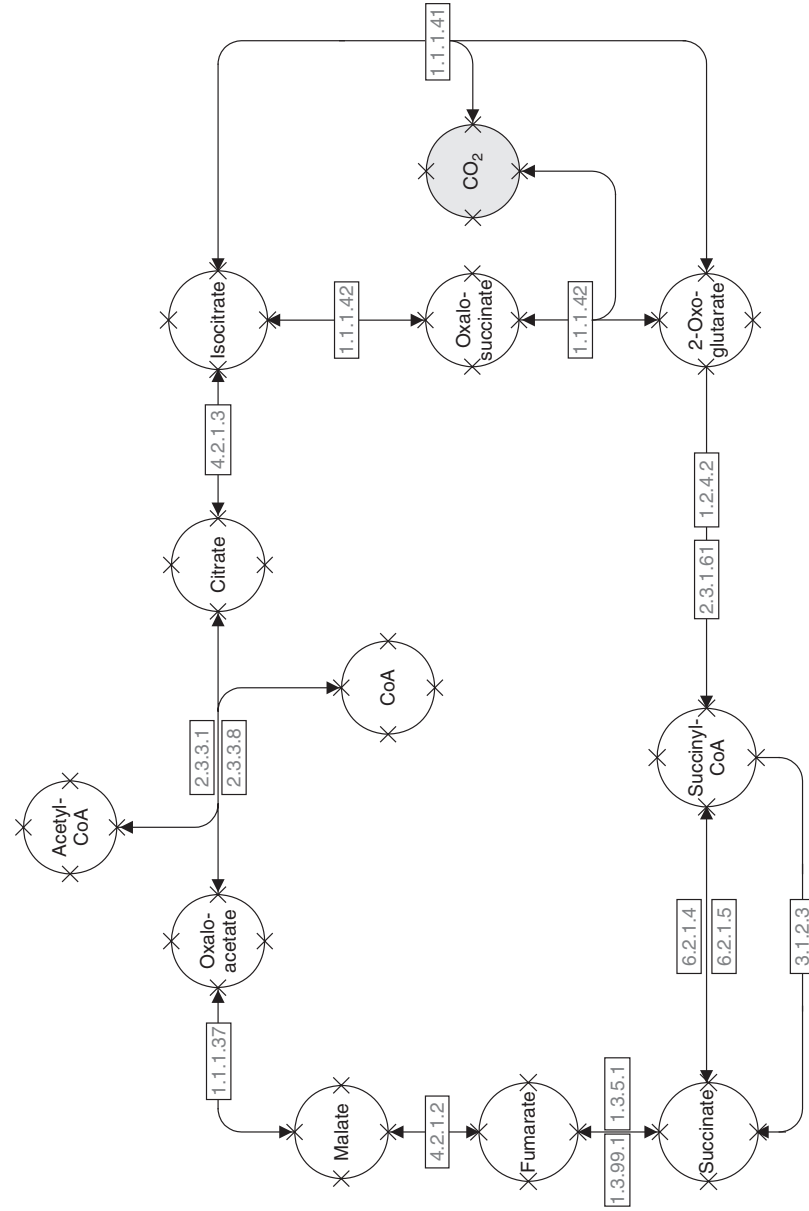 Acetyl-
CoA
Oxalo-
acetate
2.3.3.1
2.3.3.8
Citrate
4.2.1.3
Isocitrate
1.1.1.41
CoA
1.1.1.37
Malate
1.1.1.42
CO2
Oxalo-
succinate
4.2.1.2
Fumarate
1.1.1.42
1.3.99.1
1.3.5.1
Succinate
6.2.1.4
6.2.1.5
Succinyl-
CoA
2.3.1.61
1.2.4.2
2-Oxo-
glutarate
3.1.2.3